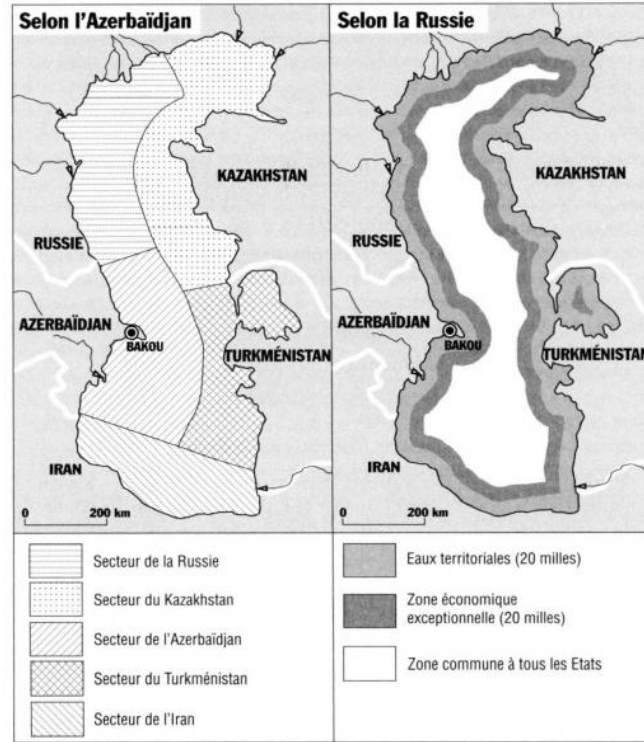 Selon l’Azerbaïdjan
KAZAKHSTAN
RUSSIE
AZERBAÏDJAN
BAKOU
TURKMÉNISTAN
IRAN
0 200 km
Secteur de la Russie
Secteur du Kazakhstan
Secteur de l’Azerbaïdjan
Secteur du Turkménistan
Secteur de l’Iran
Selon la Russie
KAZAKHSTAN
RUSSIE
AZERBAÏDJAN
BAKOU
TURKMÉNISTAN
IRAN
0 200 km
Eaux territoriales (20 milles)
Zone économique
exceptionnelle (20 milles)
Zone commune à tous les Etats